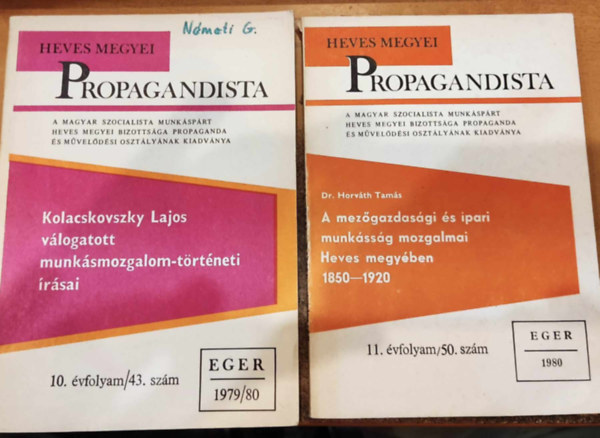 Németi G.
HEVES MEGYEI
PROPAGANDISTA
A MAGYAR SZOCIALISTA MUNKÁSPÁRT
HEVES MEGYEI BIZOTTSÁGA PROPAGANDA
ÉS MŰVELŐDÉSI OSZTÁLYÁNAK KIADVÁNYA
Kolacskovszky Lajos
válogatott
munkásmozgalom-történeti
írásai
10. évfolyam/43. szám
EGER
1979/80
HEVES MEGYEI
PROPAGANDISTA
A MAGYAR SZOCIALISTA MUNKÁSPÁRT
HEVES MEGYEI BIZOTTSÁGA PROPAGANDA
ÉS MŰVELŐDÉSI OSZTÁLYÁNAK KIADVÁNYA
Dr. Horváth Tamás
A mezőgazdasági és ipari
munkásság mozgalmai
Heves megyében
1850—1920
11. évfolyam/50. szám
EGER
1980